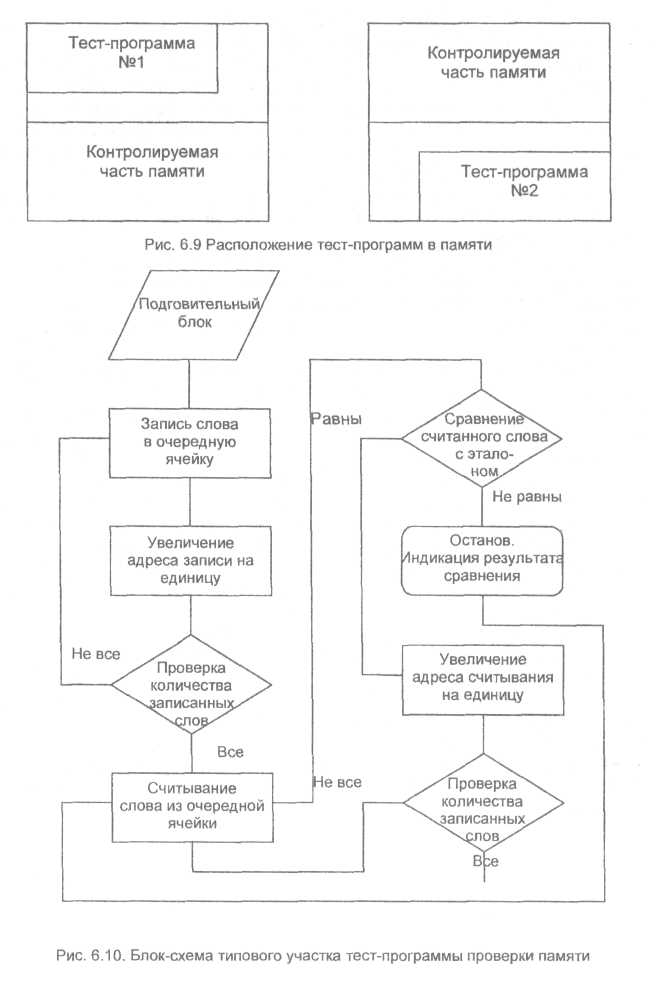 Тест-программа
№1
Контролируемая
часть памяти
Контролируемая
часть памяти
Тест-программа
№2
Рис. 6.9 Расположение тест-программ в памяти
Подговительный
блок
Запись слова
в очередную
ячейку
Увеличение
адреса записи на
единицу
Не все
Проверка
количества
записанных
слов
Все
Считывание
слова из очередной
ячейки
Равны
Сравнение
считанного слова
с этало-
ном
Не равны
Останов.
Индикация результата
сравнения
Увеличение
адреса считывания
на единицу
Не все
Проверка
количества
записанных
слов
Все
Рис. 6.10. Блок-схема типового участка тест-программы проверки памяти